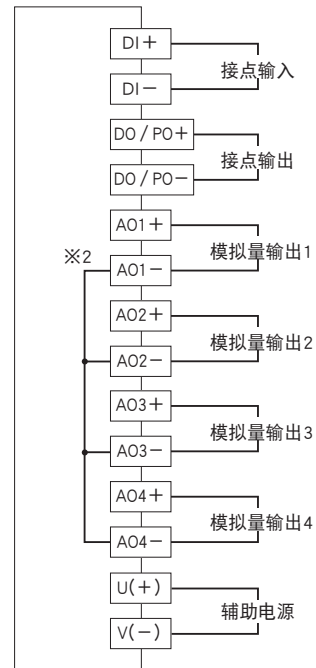 DI+
DI−
接点输入
DO / PO+
DO / PO−
接点输出
AO1+
※2
AO1−
模拟量输出1
AO2+
AO2−
模拟量输出2
AO3+
AO3−
模拟量输出3
AO4+
AO4−
模拟量输出4
U(+)
V(−)
辅助电源